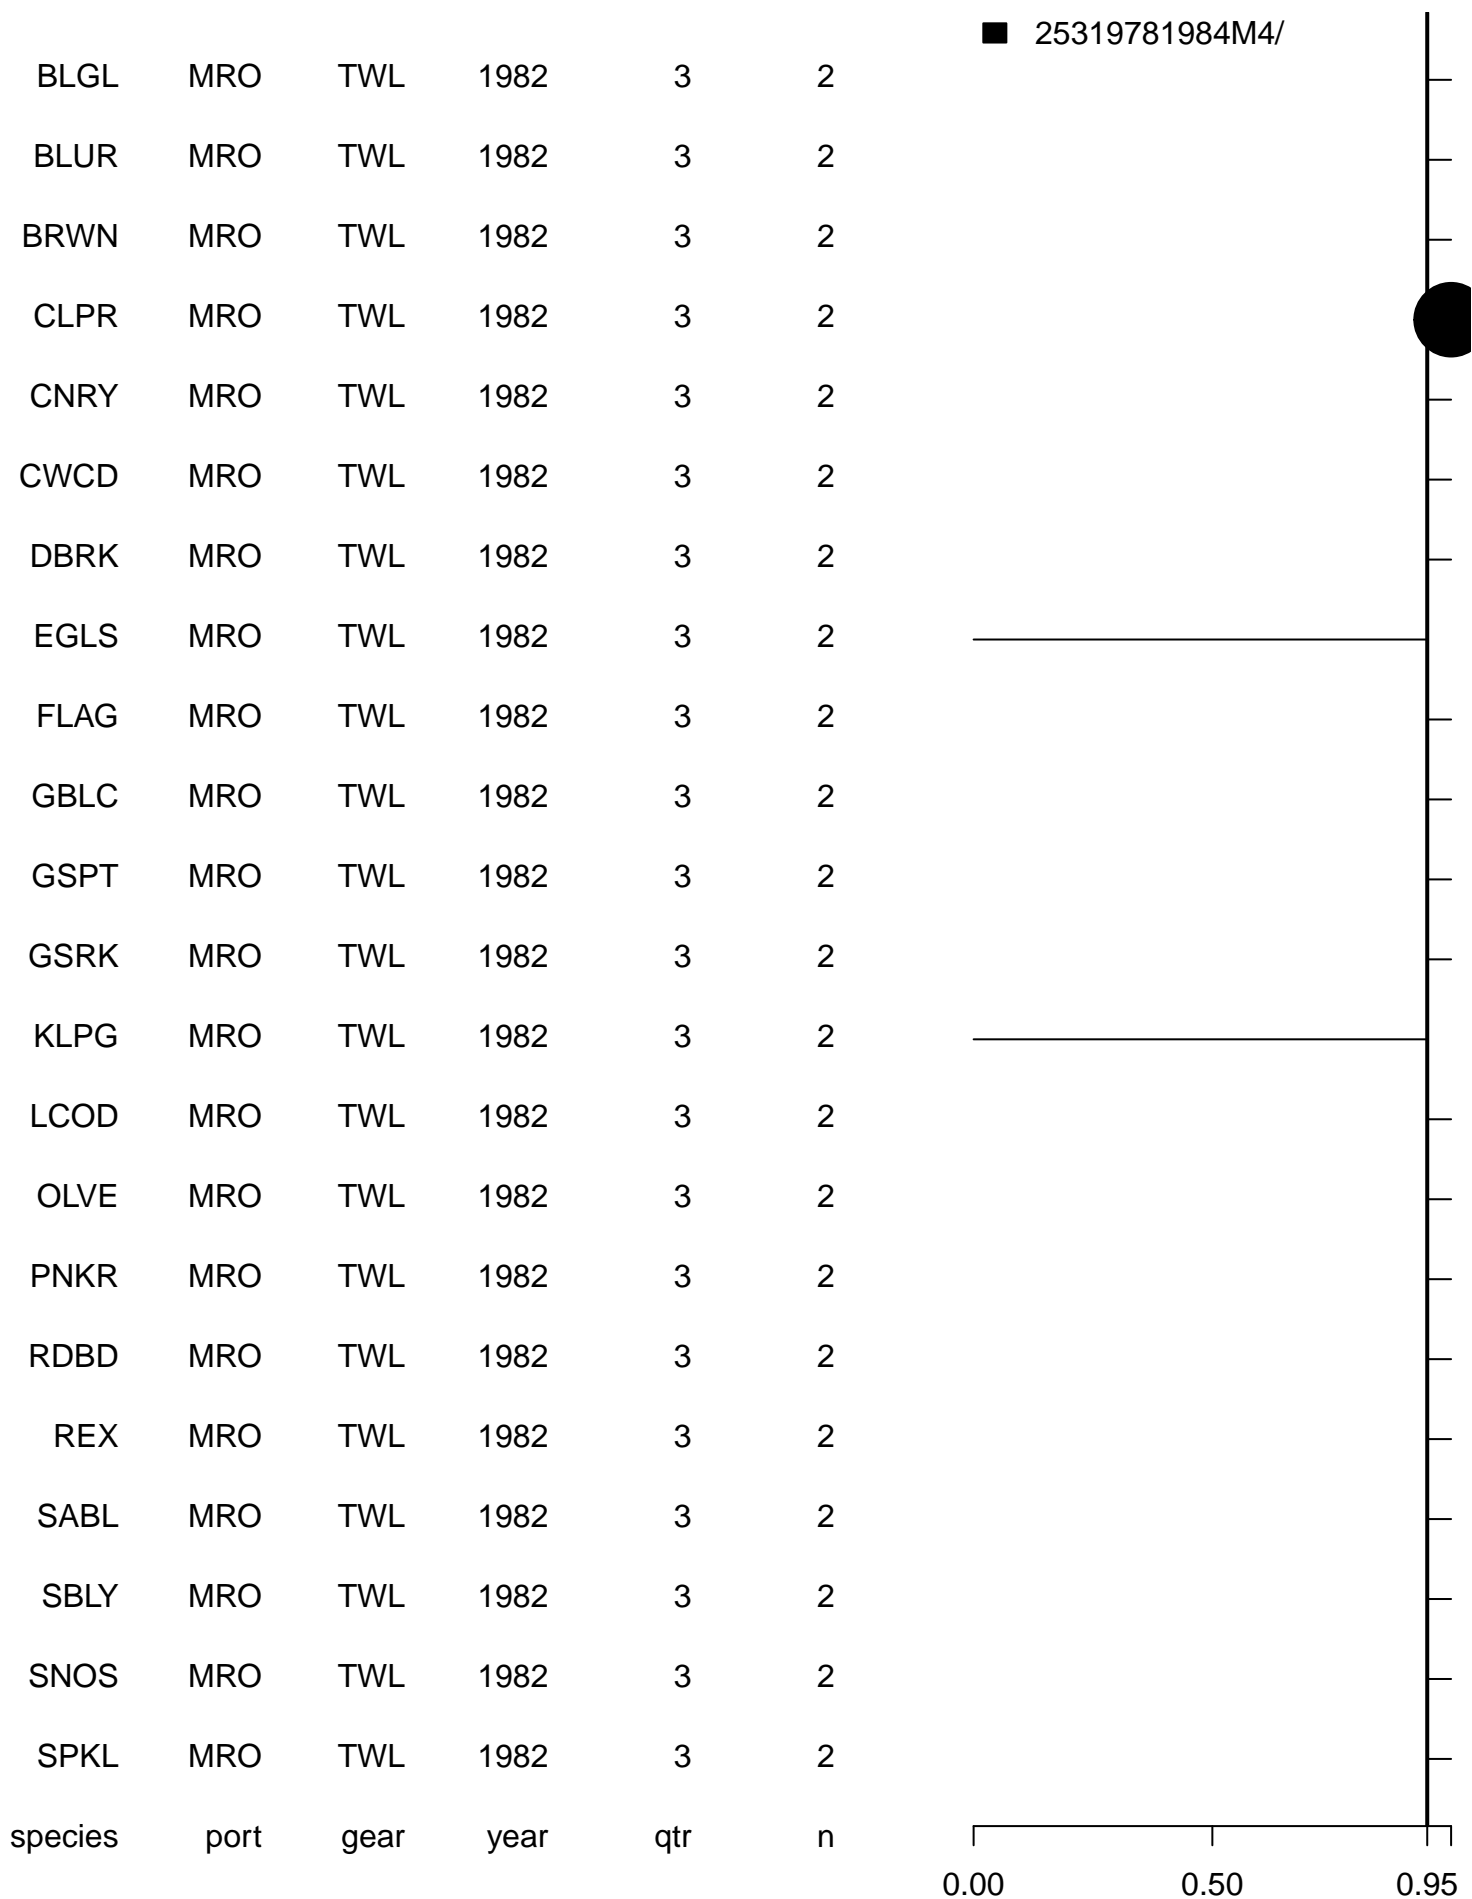 25319781984M4/
BLGL MRO TWL 1982 3 2
BLUR MRO TWL 1982 3 2
BRWN MRO TWL 1982 3 2
CLPR MRO TWL 1982 3 2
CNRY MRO TWL 1982 3 2
CWCD MRO TWL 1982 3 2
DBRK MRO TWL 1982 3 2
EGLS MRO TWL 1982 3 2
FLAG MRO TWL 1982 3 2
GBLC MRO TWL 1982 3 2
GSPT MRO TWL 1982 3 2
GSRK MRO TWL 1982 3 2
KLPG MRO TWL 1982 3 2
LCOD MRO TWL 1982 3 2
OLVE MRO TWL 1982 3 2
PNKR MRO TWL 1982 3 2
RDBD MRO TWL 1982 3 2
REX MRO TWL 1982 3 2
SABL MRO TWL 1982 3 2
SBLY MRO TWL 1982 3 2
SNOS MRO TWL 1982 3 2
SPKL MRO TWL 1982 3 2
species port gear year qtr n
0.00 0.50 0.95